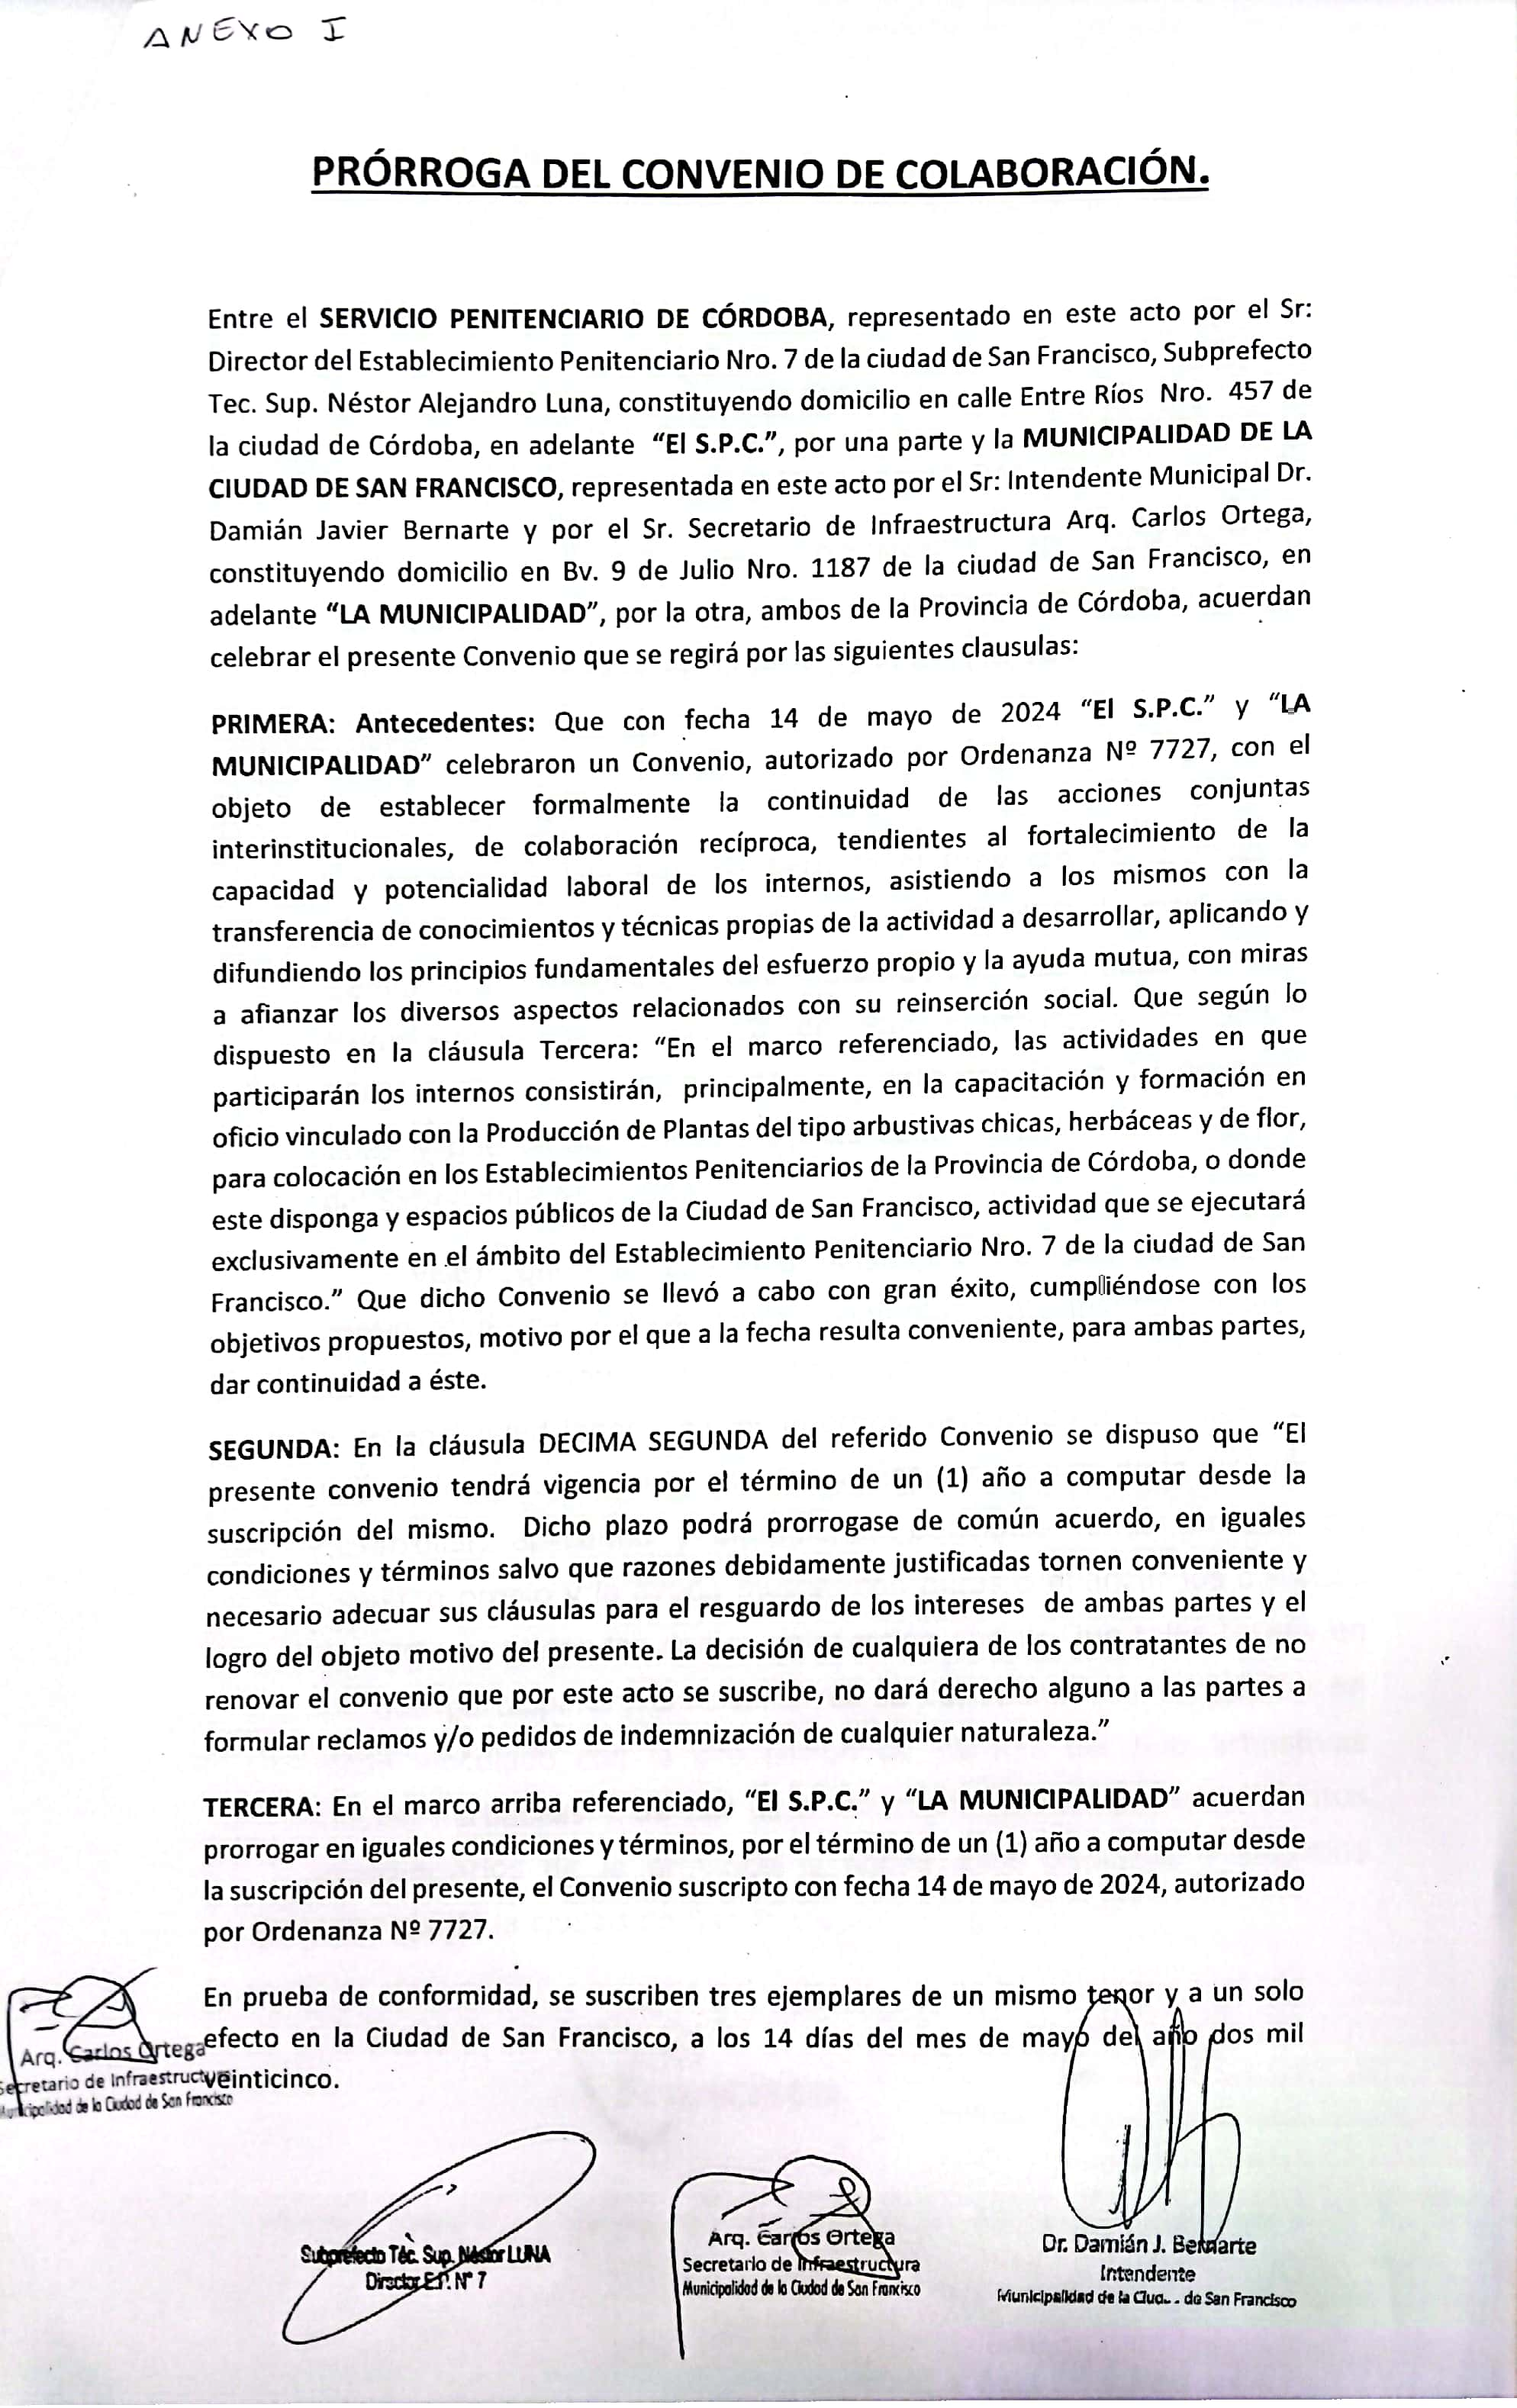 ANEXO I
PRÓRROGA DEL CONVENIO DE COLABORACIÓN.
Entre el SERVICIO PENITENCIARIO DE CÓRDOBA, representado en este acto por el Sr:
Director del Establecimiento Penitenciario Nro. 7 de la ciudad de San Francisco, Subprefecto
Tec. Sup. Néstor Alejandro Luna, constituyendo domicilio en calle Entre Ríos Nro. 457 de
la ciudad de Córdoba, en adelante "El S.P.C.", por una parte y la MUNICIPALIDAD DE LA
CIUDAD DE SAN FRANCISCO, representada en este acto por el Sr: Intendente Municipal Dr.
Damián Javier Bernarte y por el Sr. Secretario de Infraestructura Arq. Carlos Ortega,
constituyendo domicilio en Bv. 9 de Julio Nro. 1187 de la ciudad de San Francisco, en
adelante "LA MUNICIPALIDAD", por la otra, ambos de la Provincia de Córdoba, acuerdan
celebrar el presente Convenio que se regirá por las siguientes clausulas:
PRIMERA: Antecedentes: Que con fecha 14 de mayo de 2024 "El S.P.C." y "LA
MUNICIPALIDAD" celebraron un Convenio, autorizado por Ordenanza Nº 7727, con el
objeto de establecer formalmente la continuidad de las acciones conjuntas
interinstitucionales, de colaboración recíproca, tendientes al fortalecimiento de la
capacidad y potencialidad laboral de los internos, asistiendo a los mismos con la
transferencia de conocimientos y técnicas propias de la actividad a desarrollar, aplicando y
difundiendo los principios fundamentales del esfuerzo propio y la ayuda mutua, con miras
a afianzar los diversos aspectos relacionados con su reinserción social. Que según lo
dispuesto en la cláusula Tercera: "En el marco referenciado, las actividades en que
participarán los internos consistirán, principalmente, en la capacitación y formación en
oficio vinculado con la Producción de Plantas del tipo arbustivas chicas, herbáceas y de flor,
para colocación en los Establecimientos Penitenciarios de la Provincia de Córdoba, o donde
este disponga y espacios públicos de la Ciudad de San Francisco, actividad que se ejecutará
exclusivamente en el ámbito del Establecimiento Penitenciario Nro. 7 de la ciudad de San
Francisco." Que dicho Convenio se llevó a cabo con gran éxito, cumpliéndose con los
objetivos propuestos, motivo por el que a la fecha resulta conveniente, para ambas partes,
dar continuidad a éste.
SEGUNDA: En la cláusula DECIMA SEGUNDA del referido Convenio se dispuso que "El
presente convenio tendrá vigencia por el término de un (1) año a computar desde la
suscripción del mismo. Dicho plazo podrá prorrogase de común acuerdo, en iguales
condiciones y términos salvo que razones debidamente justificadas tornen conveniente y
necesario adecuar sus cláusulas para el resguardo de los intereses de ambas partes y el
logro del objeto motivo del presente. La decisión de cualquiera de los contratantes de no
renovar el convenio que por este acto se suscribe, no dará derecho alguno a las partes a
formular reclamos y/o pedidos de indemnización de cualquier naturaleza."
TERCERA: En el marco arriba referenciado, "El S.P.C." y "LA MUNICIPALIDAD" acuerdan
prorrogar en iguales condiciones y términos, por el término de un (1) año a computar desde
la suscripción del presente, el Convenio suscripto con fecha 14 de mayo de 2024, autorizado
por Ordenanza Nº 7727.
En prueba de conformidad, se suscriben tres ejemplares de un mismo tenor y a un solo
efecto en la Ciudad de San Francisco, a los 14 días del mes de mayo del año dos mil
veinticinco.
Arq. Carlos Ortega
Secretario de Infraestructura
Municipalidad de la Ciudad de San Francisco
Subprefecto Téc. Sup. Néstor LUNA
Director E.P. N° 7
Arq. Carlos Ortega
Secretario de Infraestructura
Municipalidad de la Ciudad de San Francisco
Dr. Damián J. Bernarte
Intendente
Municipalidad de la Ciudad de San Francisco